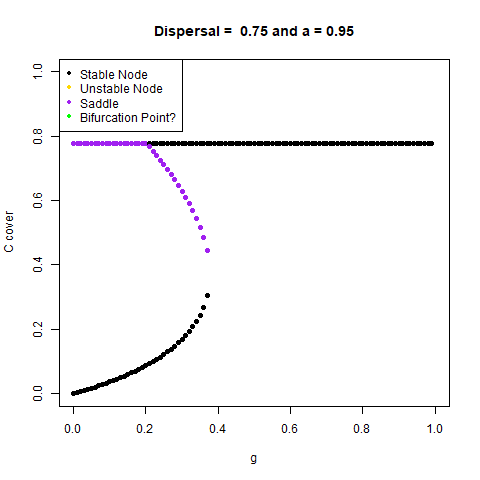 Dispersal =  0.75 and a = 0.95
Stable Node
Unstable Node
Saddle
Bifurcation Point?
C cover
1.0
0.8
0.6
0.4
0.2
0.0
0.0 0.2 0.4 0.6 0.8 1.0
g